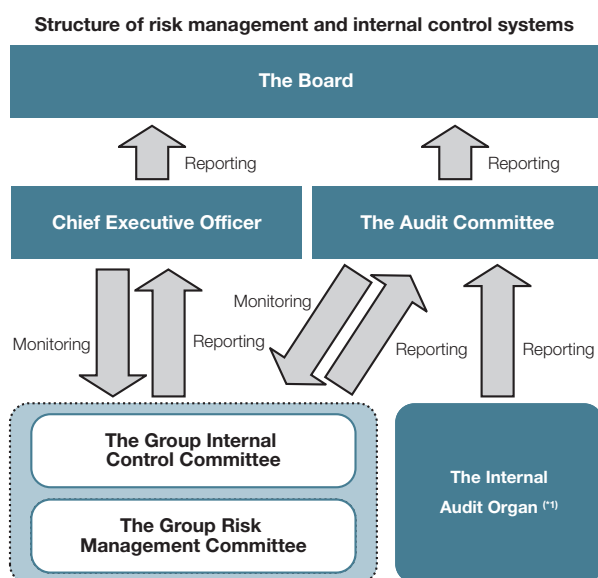 Structure of risk management and internal control systems
The Board
Reporting
Reporting
Chief Executive Officer
The Audit Committee
Monitoring
Reporting
Monitoring
Reporting
Reporting
The Group Internal
Control Committee
The Group Risk
Management Committee
The Internal
Audit Organ (*1)